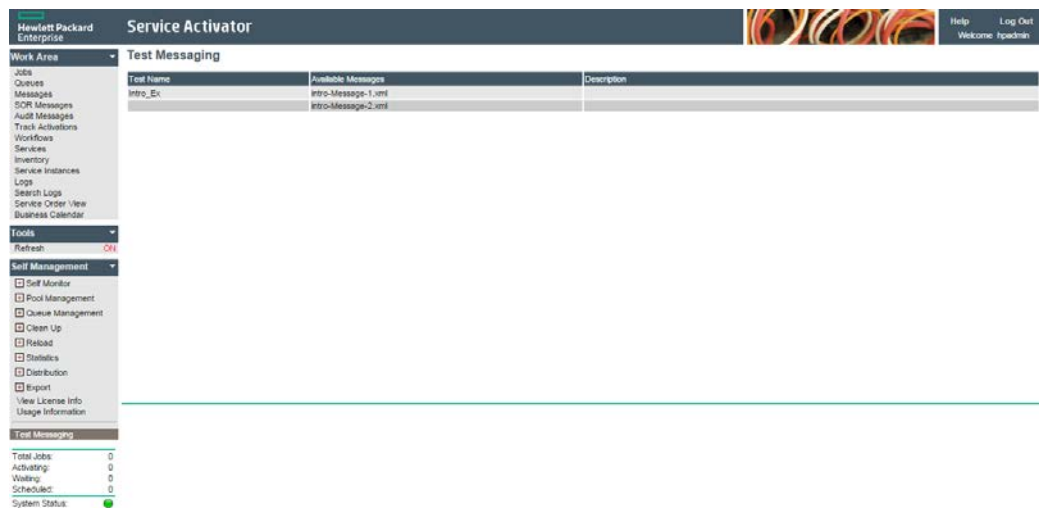 Hewlett Packard
Enterprise
Service Activator
Help Log Out
Welcome hpadmin
Work Area
Jobs
Queues
Messages
SOR Messages
Audit Messages
Track Activations
Workflows
Services
Inventory
Service Instances
Logs
Search Logs
Service Order View
Business Calendar
Tools
Refresh ON
Self Management
Self Monitor
Pool Management
Queue Management
Clean Up
Reload
Statistics
Distribution
Export
View License Info
Usage Information
Test Messaging
Total Jobs: 0
Activating: 0
Waiting: 0
Scheduled: 0
System Status:
Test Messaging
Test Name Available Messages Description
Intro_Ex intro-Message-1.xml
intro-Message-2.xml